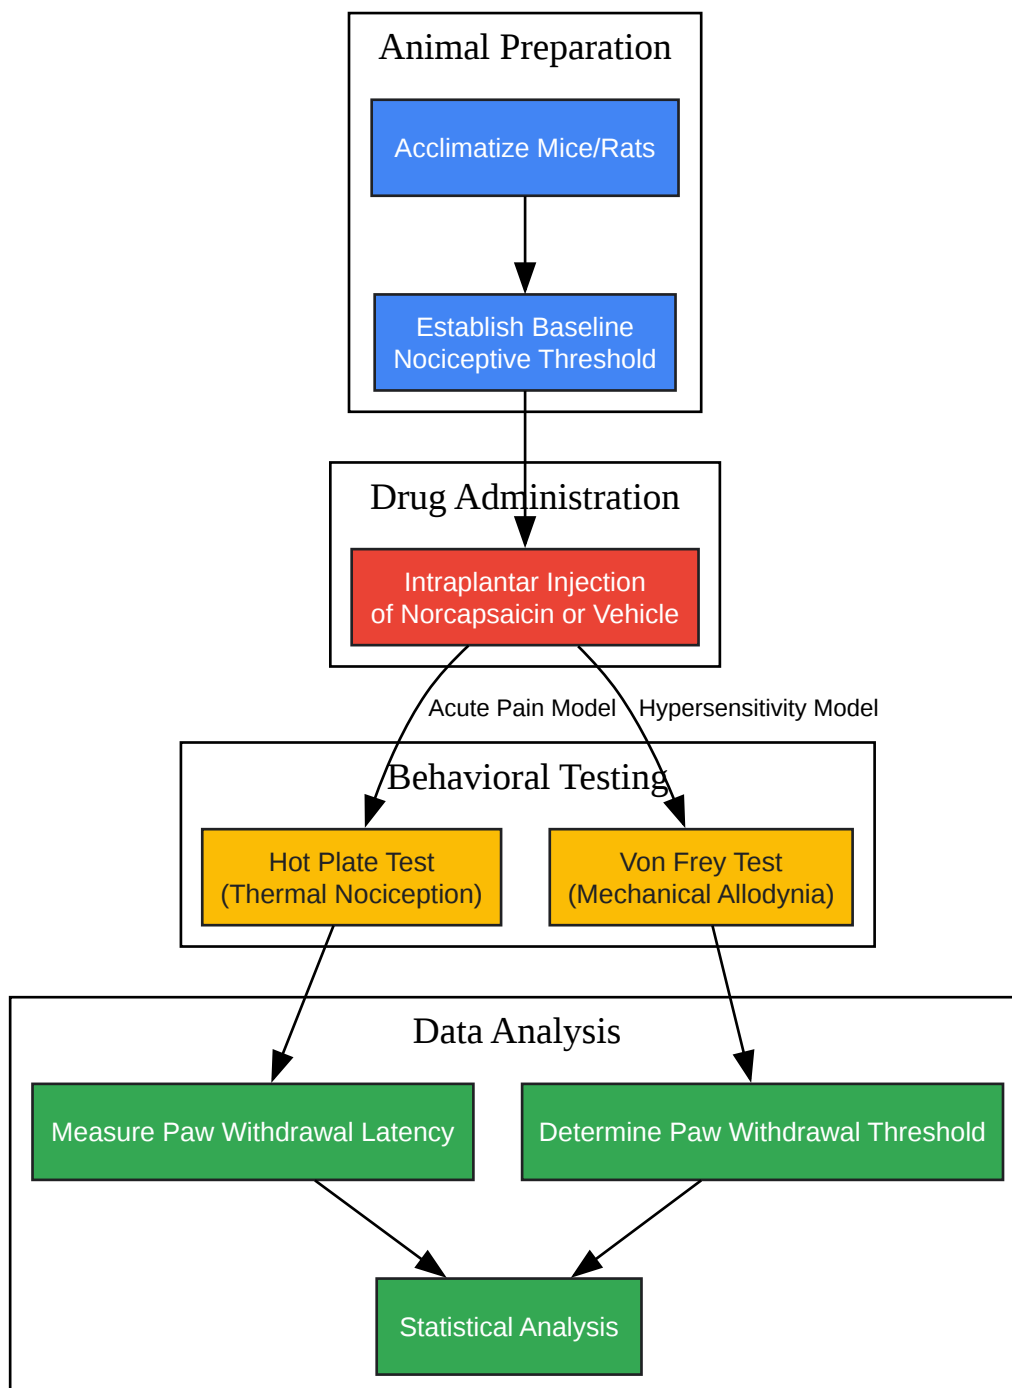 Animal Preparation
Acclimatize Mice/Rats
Establish Baseline
Nociceptive Threshold
Drug Administration
Intraplantar Injection
of Norcapsaicin or Vehicle
Acute Pain Model
Hypersensitivity Model
Behavioral Testing
Hot Plate Test
(Thermal Nociception)
Von Frey Test
(Mechanical Allodynia)
Data Analysis
Measure Paw Withdrawal Latency
Determine Paw Withdrawal Threshold
Statistical Analysis